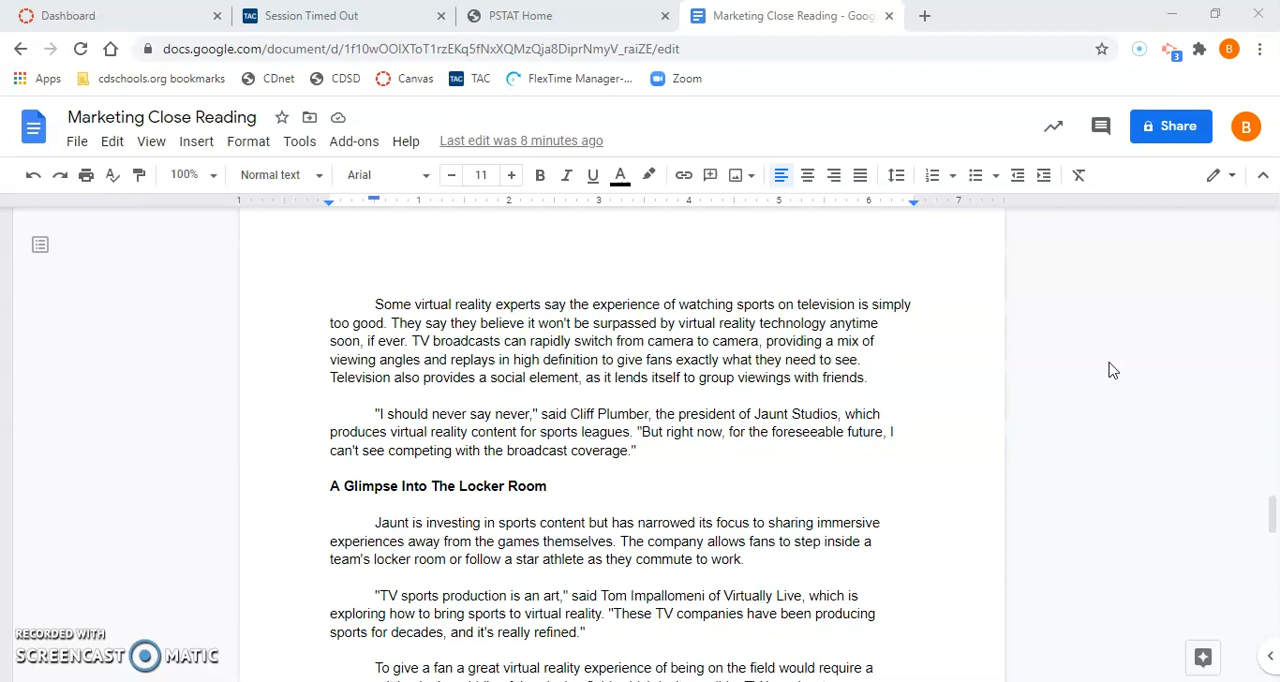 Dashboard
TAC Session Timed Out
PSTAT Home
Marketing Close Reading - Goog
docs.google.com/document/d/1f10wOOlXToT1rzEKq5fNxXQMzQja8DiprNmyV_raiZE/edit
B
3
Apps cdschools.org bookmarks CDnet CDSD Canvas TAC TAC FlexTime Manager-... Zoom
Marketing Close Reading
File Edit View Insert Format Tools Add-ons Help Last edit was 8 minutes ago
Share
B
100% Normal text Arial 11 B I U A
1 1 2 3 4 5 6 7
Some virtual reality experts say the experience of watching sports on television is simply
too good. They say they believe it won't be surpassed by virtual reality technology anytime
soon, if ever. TV broadcasts can rapidly switch from camera to camera, providing a mix of
viewing angles and replays in high definition to give fans exactly what they need to see.
Television also provides a social element, as it lends itself to group viewings with friends.
"I should never say never," said Cliff Plumber, the president of Jaunt Studios, which
produces virtual reality content for sports leagues. "But right now, for the foreseeable future, I
can't see competing with the broadcast coverage."
A Glimpse Into The Locker Room
Jaunt is investing in sports content but has narrowed its focus to sharing immersive
experiences away from the games themselves. The company allows fans to step inside a
team's locker room or follow a star athlete as they commute to work.
"TV sports production is an art," said Tom Impallomeni of Virtually Live, which is
exploring how to bring sports to virtual reality. "These TV companies have been producing
sports for decades, and it's really refined."
To give a fan a great virtual reality experience of being on the field would require a
RECORDED WITH
SCREENCAST MATIC